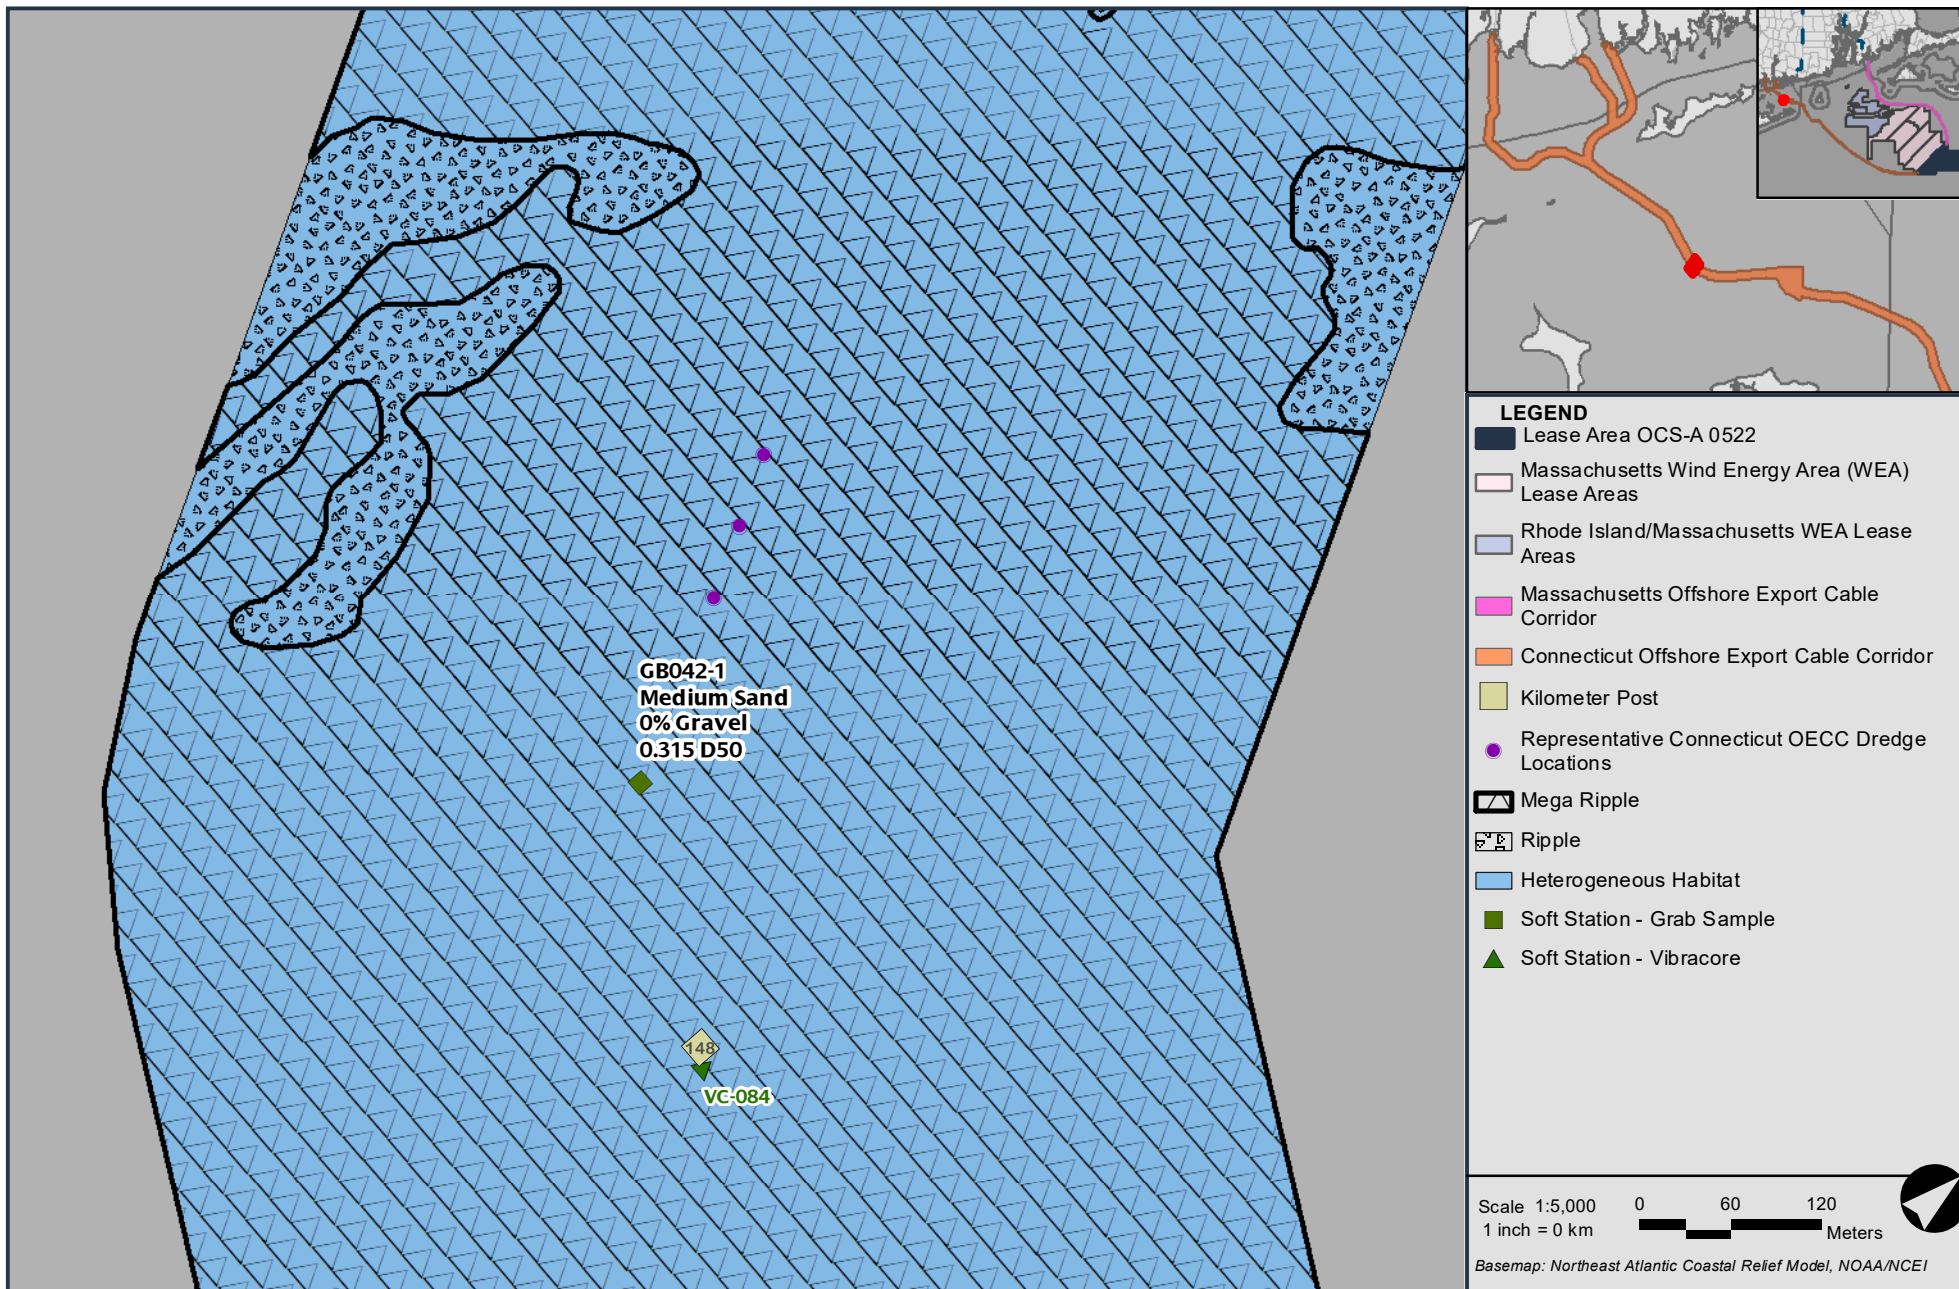 GB042-1
Medium Sand
0% Gravel
0.315 D50
148
VC-084
LEGEND
Lease Area OCS-A 0522
Massachusetts Wind Energy Area (WEA)
Lease Areas
Rhode Island/Massachusetts WEA Lease
Areas
Massachusetts Offshore Export Cable
Corridor
Connecticut Offshore Export Cable Corridor
Kilometer Post
Representative Connecticut OECC Dredge
Locations
Mega Ripple
Ripple
Heterogeneous Habitat
Soft Station - Grab Sample
Soft Station - Vibracore
Scale 1:5,000
1 inch = 0 km
0 60 120
Meters
Basemap: Northeast Atlantic Coastal Relief Model, NOAA/NCEI